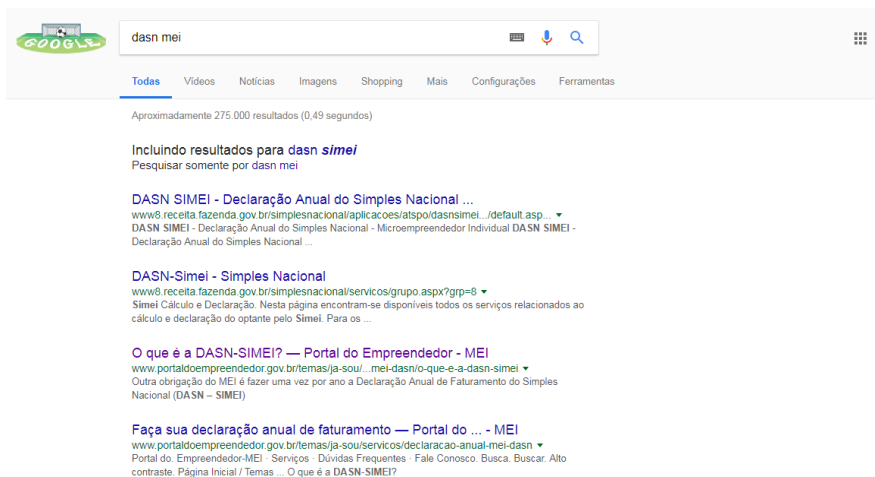 GOOGLE
dasn mei
Todas Vídeos Notícias Imagens Shopping Mais Configurações Ferramentas
Aproximadamente 275.000 resultados (0,49 segundos)
Incluindo resultados para dasn simei
Pesquisar somente por dasn mei
DASN SIMEI - Declaração Anual do Simples Nacional ...
www8.receita.fazenda.gov.br/simplesnacional/aplicacoes/atspo/dasnsimei.../default.asp...
DASN SIMEI - Declaração Anual do Simples Nacional - Microempreendedor Individual DASN SIMEI -
Declaração Anual do Simples Nacional ...
DASN-Simei - Simples Nacional
www8.receita.fazenda.gov.br/simplesnacional/servicos/grupo.aspx?grp=8
Simei Cálculo e Declaração. Nesta página encontram-se disponíveis todos os serviços relacionados ao
cálculo e declaração do optante pelo Simei. Para os ...
O que é a DASN-SIMEI? — Portal do Empreendedor - MEI
www.portaldoempreendedor.gov.br/temas/ja-sou/...mei-dasn/o-que-e-a-dasn-simei
Outra obrigação do MEI é fazer uma vez por ano a Declaração Anual de Faturamento do Simples
Nacional (DASN – SIMEI)
Faça sua declaração anual de faturamento — Portal do ... - MEI
www.portaldoempreendedor.gov.br/temas/ja-sou/servicos/declaracao-anual-mei-dasn
Portal do. Empreendedor-MEI · Serviços · Dúvidas Frequentes · Fale Conosco. Busca. Buscar. Alto
contraste. Página Inicial / Temas ... O que é a DASN-SIMEI?